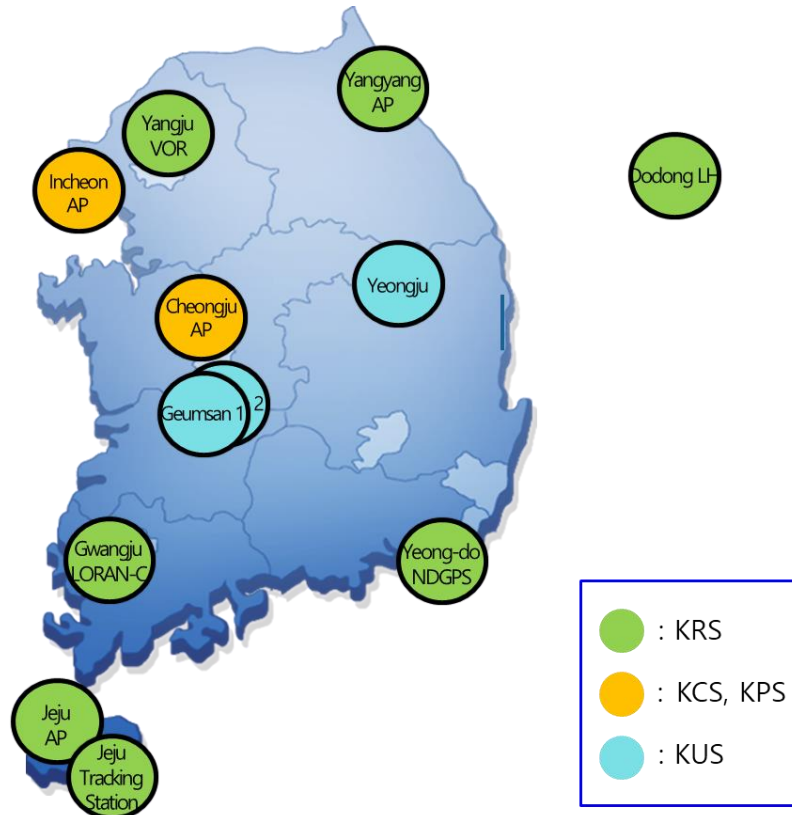 Yangyang
AP
Yangju
VOR
Dodong LH
Incheon
AP
Yeongju
Cheongju
AP
Geumsan 1
2
Gwangju
LORAN-C
Yeong-do
NDGPS
: KRS
: KCS, KPS
: KUS
Jeju
AP
Jeju
Tracking
Station